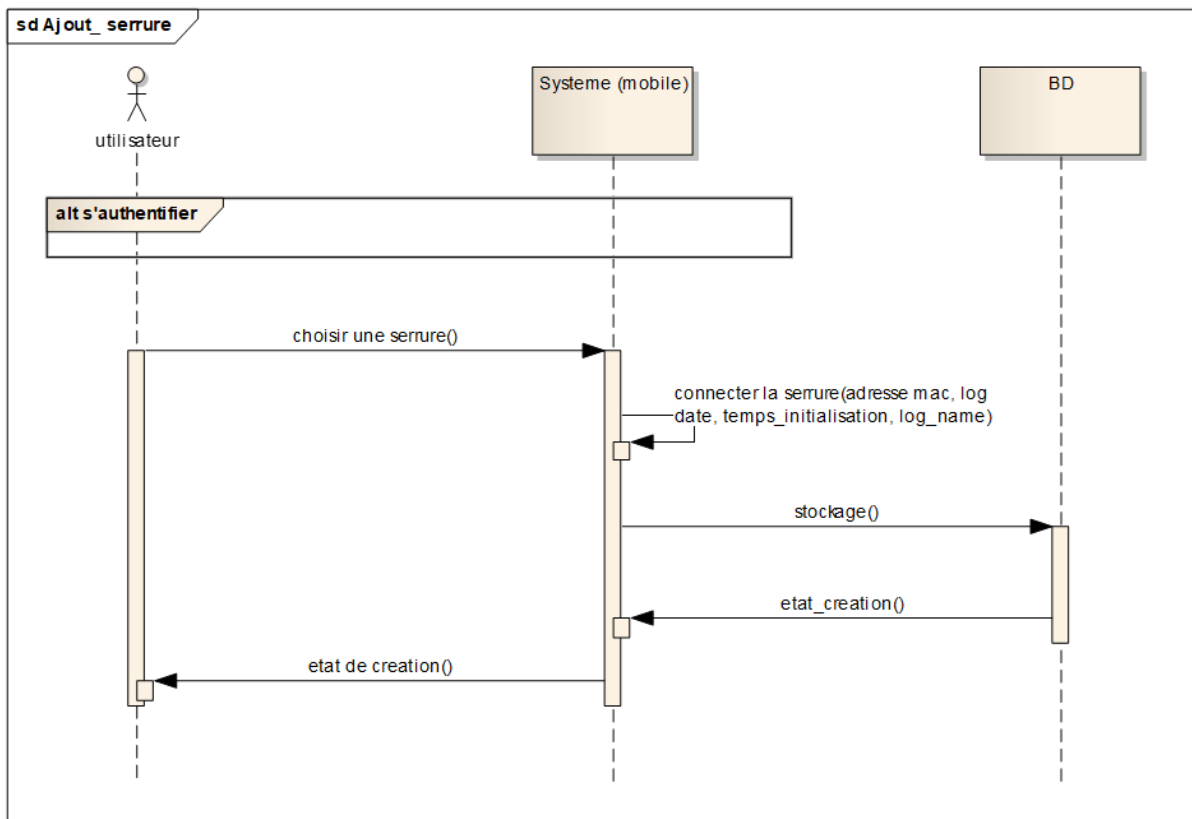 sd Ajout_ serrure
Systeme (mobile)
BD
utilisateur
alt s'authentifier
choisir une serrure()
connecter la serrure(adresse mac, log
date, temps_initialisation, log_name)
stockage()
etat_creation()
etat de creation()